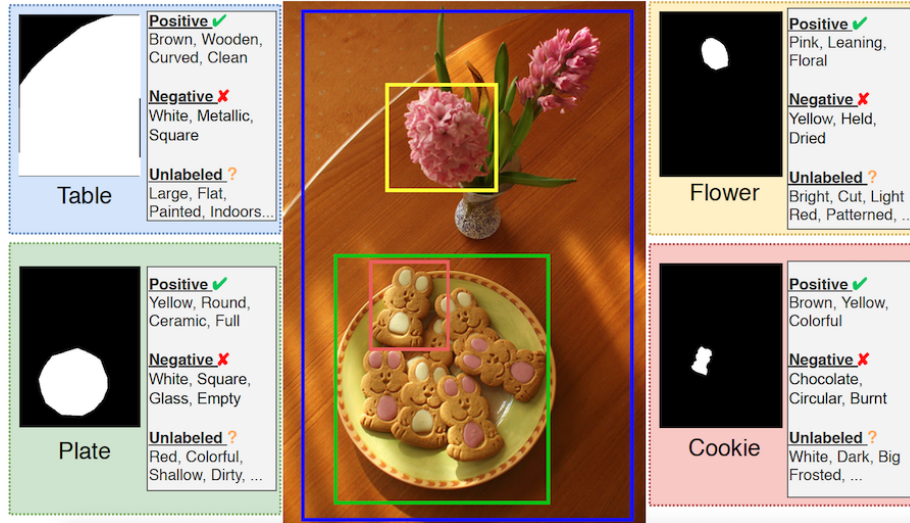 Positive ✔
Brown, Wooden,
Curved, Clean
Negative ✘
White, Metallic,
Square
Unlabeled ?
Large, Flat,
Painted, Indoors...
Table
Positive ✔
Yellow, Round,
Ceramic, Full
Negative ✘
White, Square,
Glass, Empty
Unlabeled ?
Red, Colorful,
Shallow, Dirty, ...
Plate
Positive ✔
Pink, Leaning,
Floral
Negative ✘
Yellow, Held,
Dried
Unlabeled ?
Bright, Cut, Light
Red, Patterned, ..
Flower
Positive ✔
Brown, Yellow,
Colorful
Negative ✘
Chocolate,
Circular, Burnt
Unlabeled ?
White, Dark, Big
Frosted, ...
Cookie